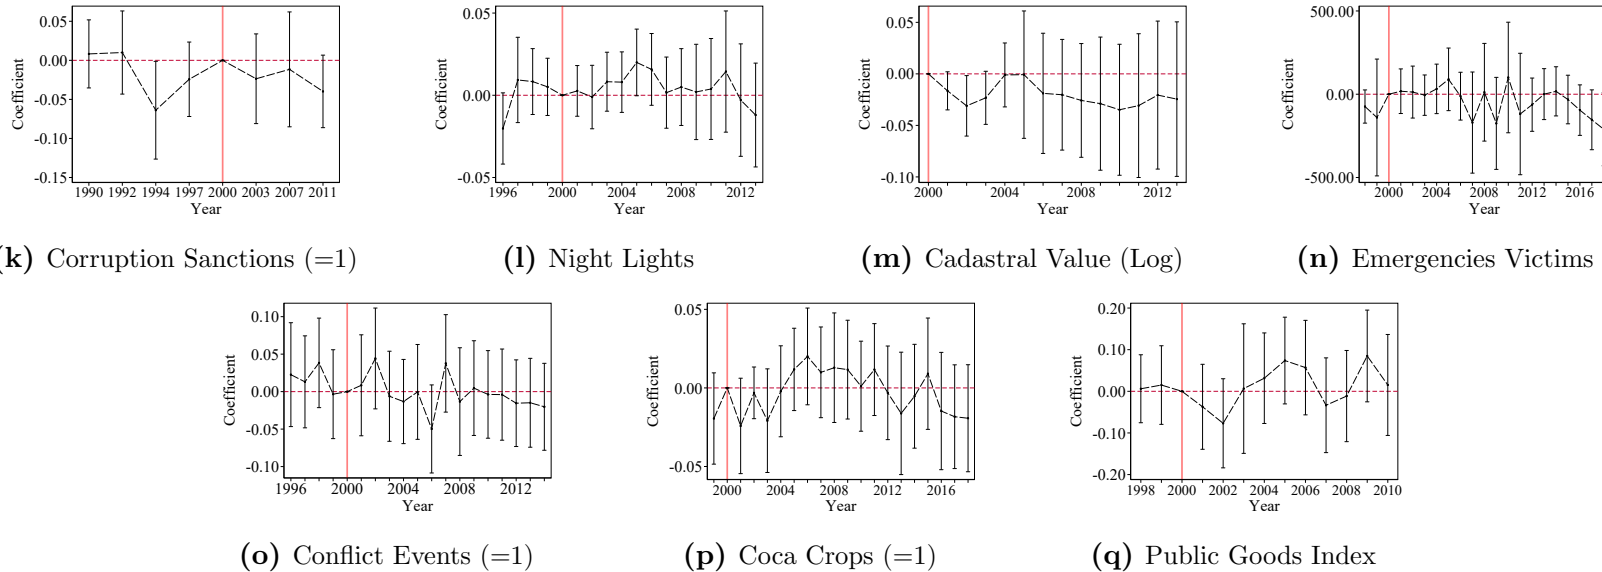 0.05
0.00
-0.05
-0.10
-0.15
Coefficient
1990 1992 1994 1997 2000 2003 2007 2011
Year
(k) Corruption Sanctions (=1)
0.05
0.00
-0.05
Coefficient
1996 2000 2004 2008 2012
Year
(l) Night Lights
0.05
0.00
-0.05
-0.10
Coefficient
2000 2004 2008 2012
Year
(m) Cadastral Value (Log)
500.00
0.00
-500.00
Coefficient
2000 2004 2008 2012 2016
Year
(n) Emergencies Victims
0.10
0.05
0.00
-0.05
-0.10
Coefficient
1996 2000 2004 2008 2012
Year
(o) Conflict Events (=1)
0.05
0.00
-0.05
Coefficient
2000 2004 2008 2012 2016
Year
(p) Coca Crops (=1)
0.20
0.10
0.00
-0.10
-0.20
Coefficient
1998 2000 2002 2004 2006 2008 2010
Year
(q) Public Goods Index